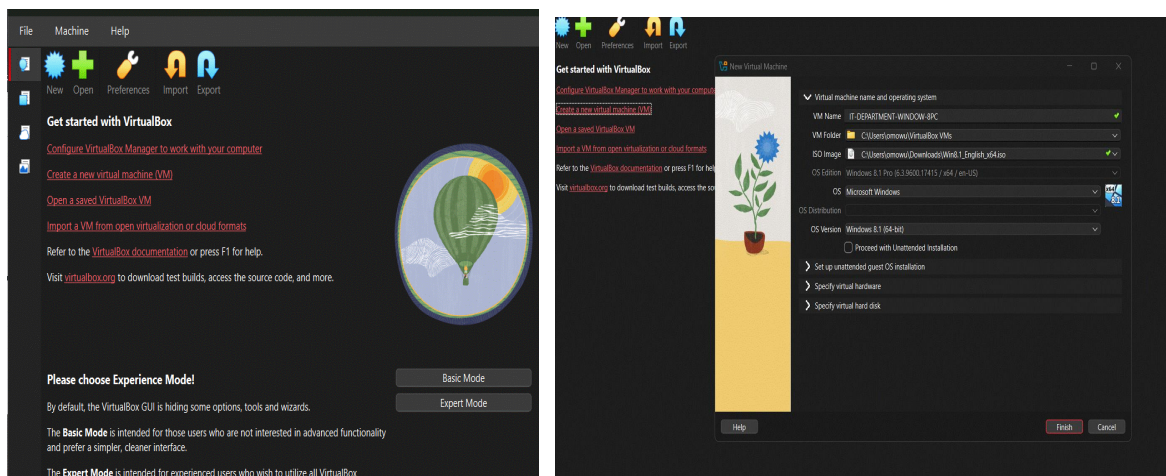 File Machine Help
New Open Preferences Import Export
Get started with VirtualBox
Configure VirtualBox Manager to work with your computer
Create a new virtual machine (VM)
Open a saved VirtualBox VM
Import a VM from open virtualization or cloud formats
Refer to the VirtualBox documentation or press F1 for help.
Visit virtualbox.org to download test builds, access the source code, and more.
Please choose Experience Mode!
Basic Mode
By default, the VirtualBox GUI is hiding some options, tools and wizards.
Expert Mode
The Basic Mode is intended for those users who are not interested in advanced functionality
and prefer a simpler, cleaner interface.
The Expert Mode is intended for experienced users who wish to utilize all VirtualBox
New Open Preferences Import Export
Get started with VirtualBox
Configure VirtualBox Manager to work with your compute
Create a new virtual machine (VM)
Open a saved VirtualBox VM
Import a VM from open virtualization or cloud formats
Refer to the VirtualBox documentation or press F1 for help
Visit virtualbox.org to download test builds, access the so
New Virtual Machine
Virtual machine name and operating system
VM Name IT-DEPARTMENT-WINDOW-8PC
VM Folder C:\Users\omowu\VirtualBox VMs
ISO Image C:\Users\omowu\Downloads\Win8.1_English_x64.iso
OS Edition Windows 8.1 Pro (6.3.9600.17415 / x64 / en-US)
OS Microsoft Windows
x64
8.1
OS Distribution
OS Version Windows 8.1 (64-bit)
Proceed with Unattended Installation
Set up unattended guest OS installation
Specify virtual hardware
Specify virtual hard disk
Help Finish Cancel